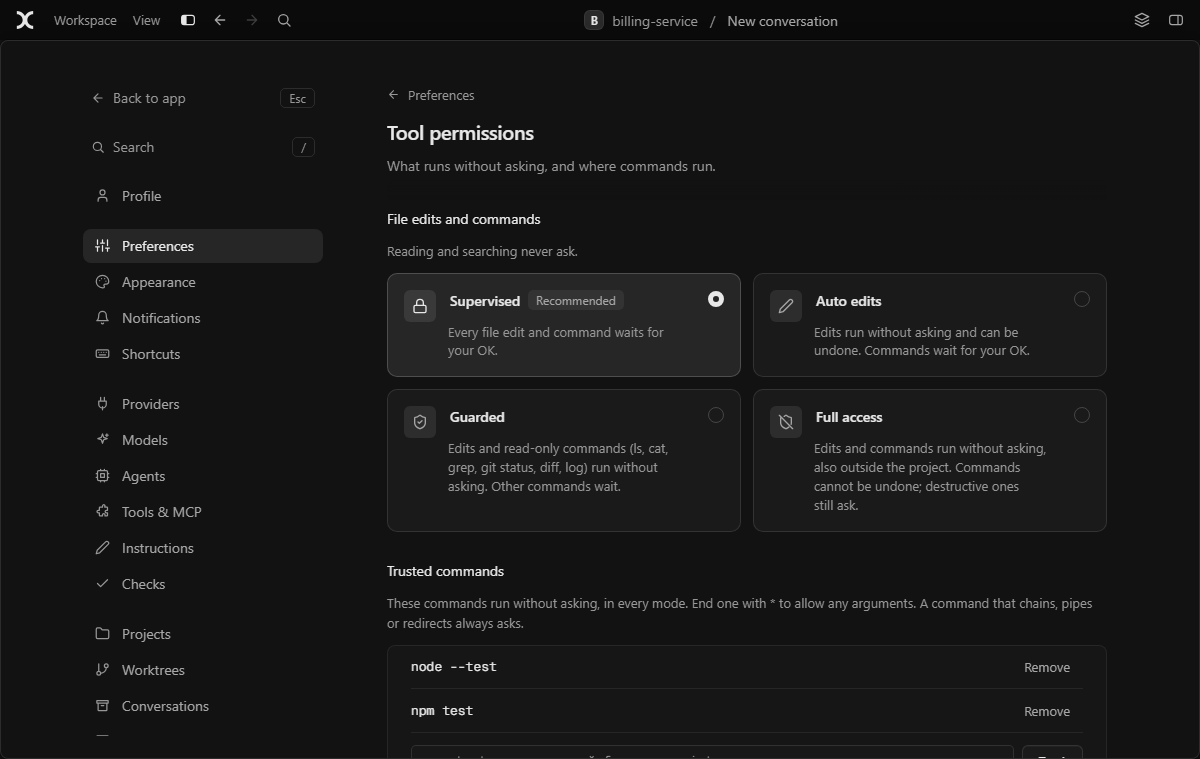 Workspace View
B billing-service / New conversation
Back to app Esc
Search /
Profile
Preferences
Appearance
Notifications
Shortcuts
Providers
Models
Agents
Tools & MCP
Instructions
Checks
Projects
Worktrees
Conversations
Preferences
Tool permissions
What runs without asking, and where commands run.
File edits and commands
Reading and searching never ask.
Supervised Recommended
Every file edit and command waits for
your OK.
Auto edits
Edits run without asking and can be
undone. Commands wait for your OK.
Guarded
Edits and read-only commands (ls, cat,
grep, git status, diff, log) run without
asking. Other commands wait.
Full access
Edits and commands run without asking,
also outside the project. Commands
cannot be undone; destructive ones
still ask.
Trusted commands
These commands run without asking, in every mode. End one with * to allow any arguments. A command that chains, pipes
or redirects always asks.
node --test Remove
npm test Remove